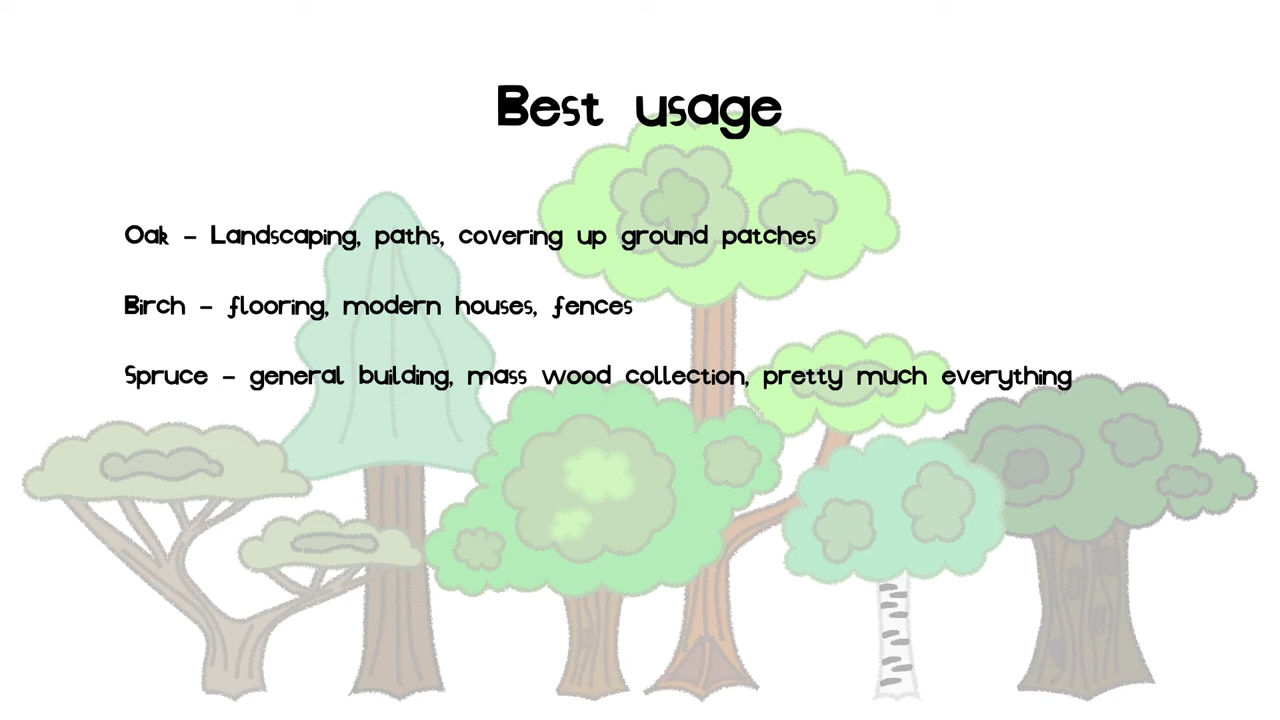 Best usage
Oak - Landscaping, paths, covering up ground patches
Birch - flooring, modern houses, fences
Spruce - general building, mass wood collection, pretty much everything